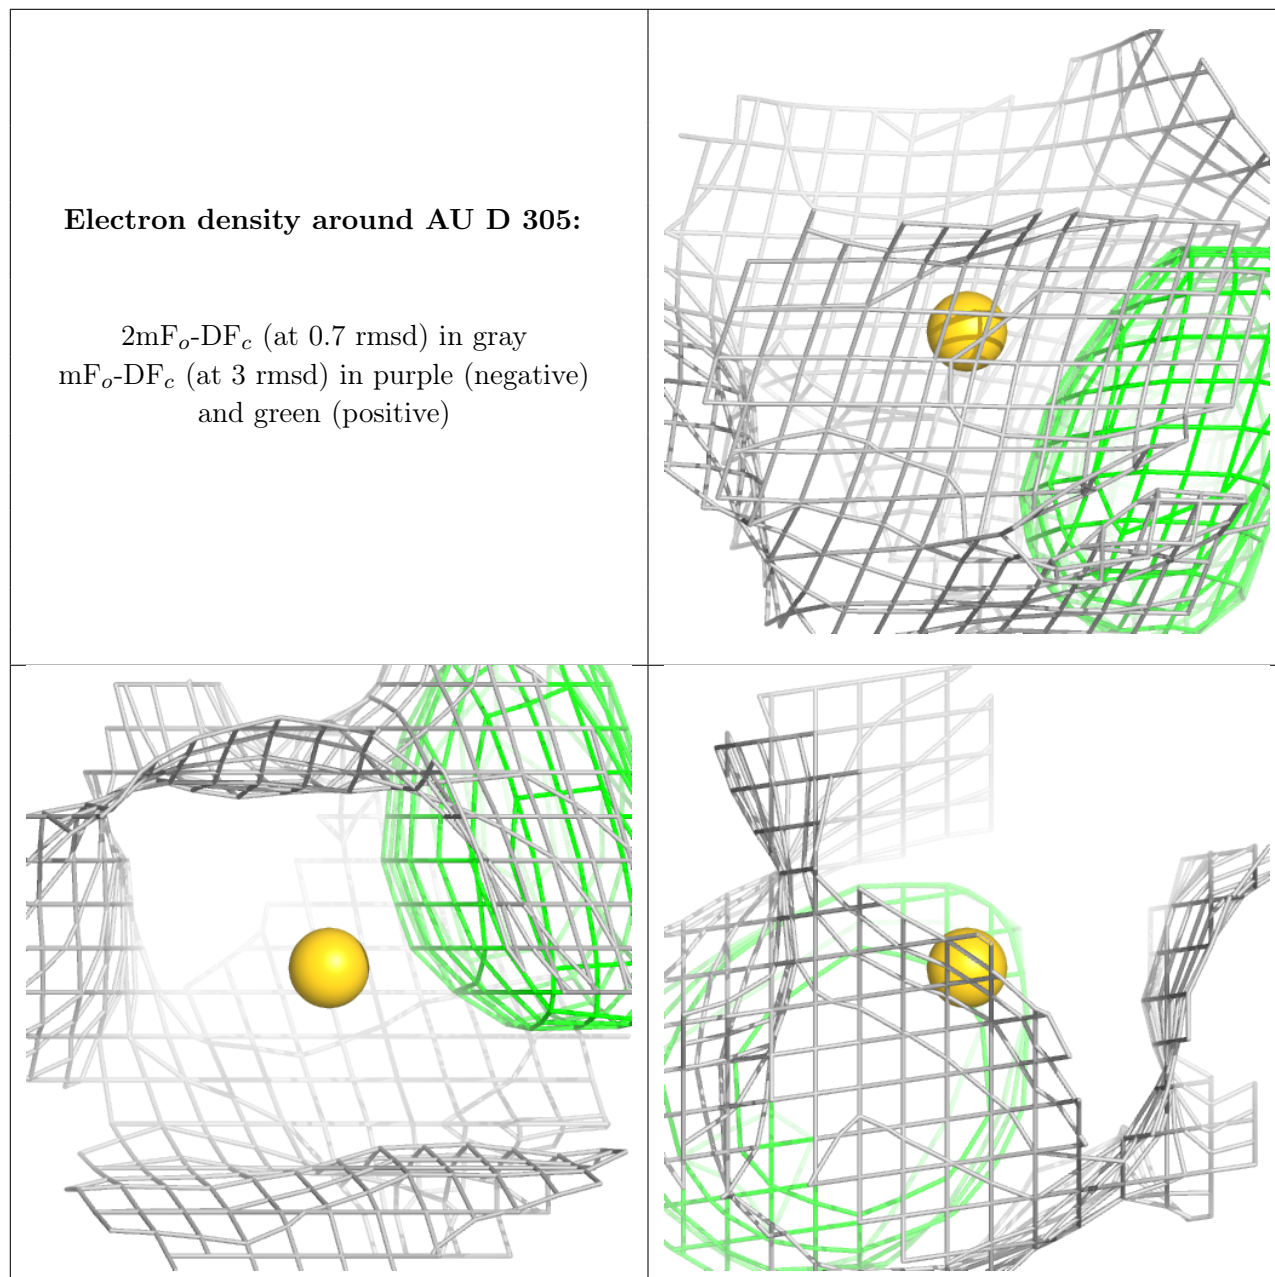 Electron density around AU D 305:
2mFo-DFc (at 0.7 rmsd) in gray
mFo-DFc (at 3 rmsd) in purple (negative)
and green (positive)